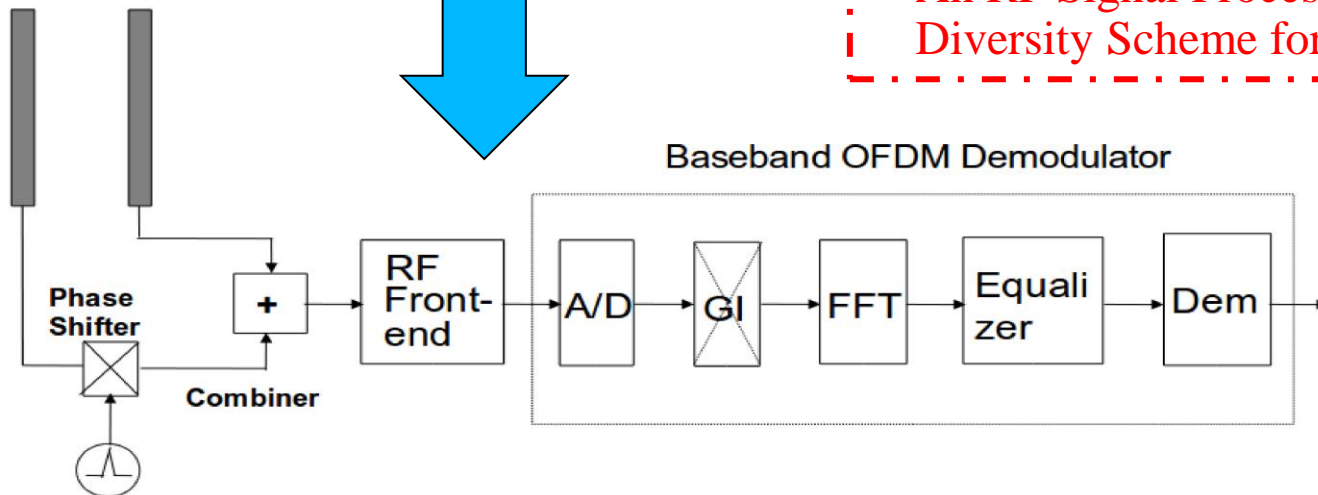 Diversity Scheme for
Baseband OFDM Demodulator
Phase
Shifter
+
Combiner
RF
Front-
end
A/D
GI
FFT
Equali
zer
Dem